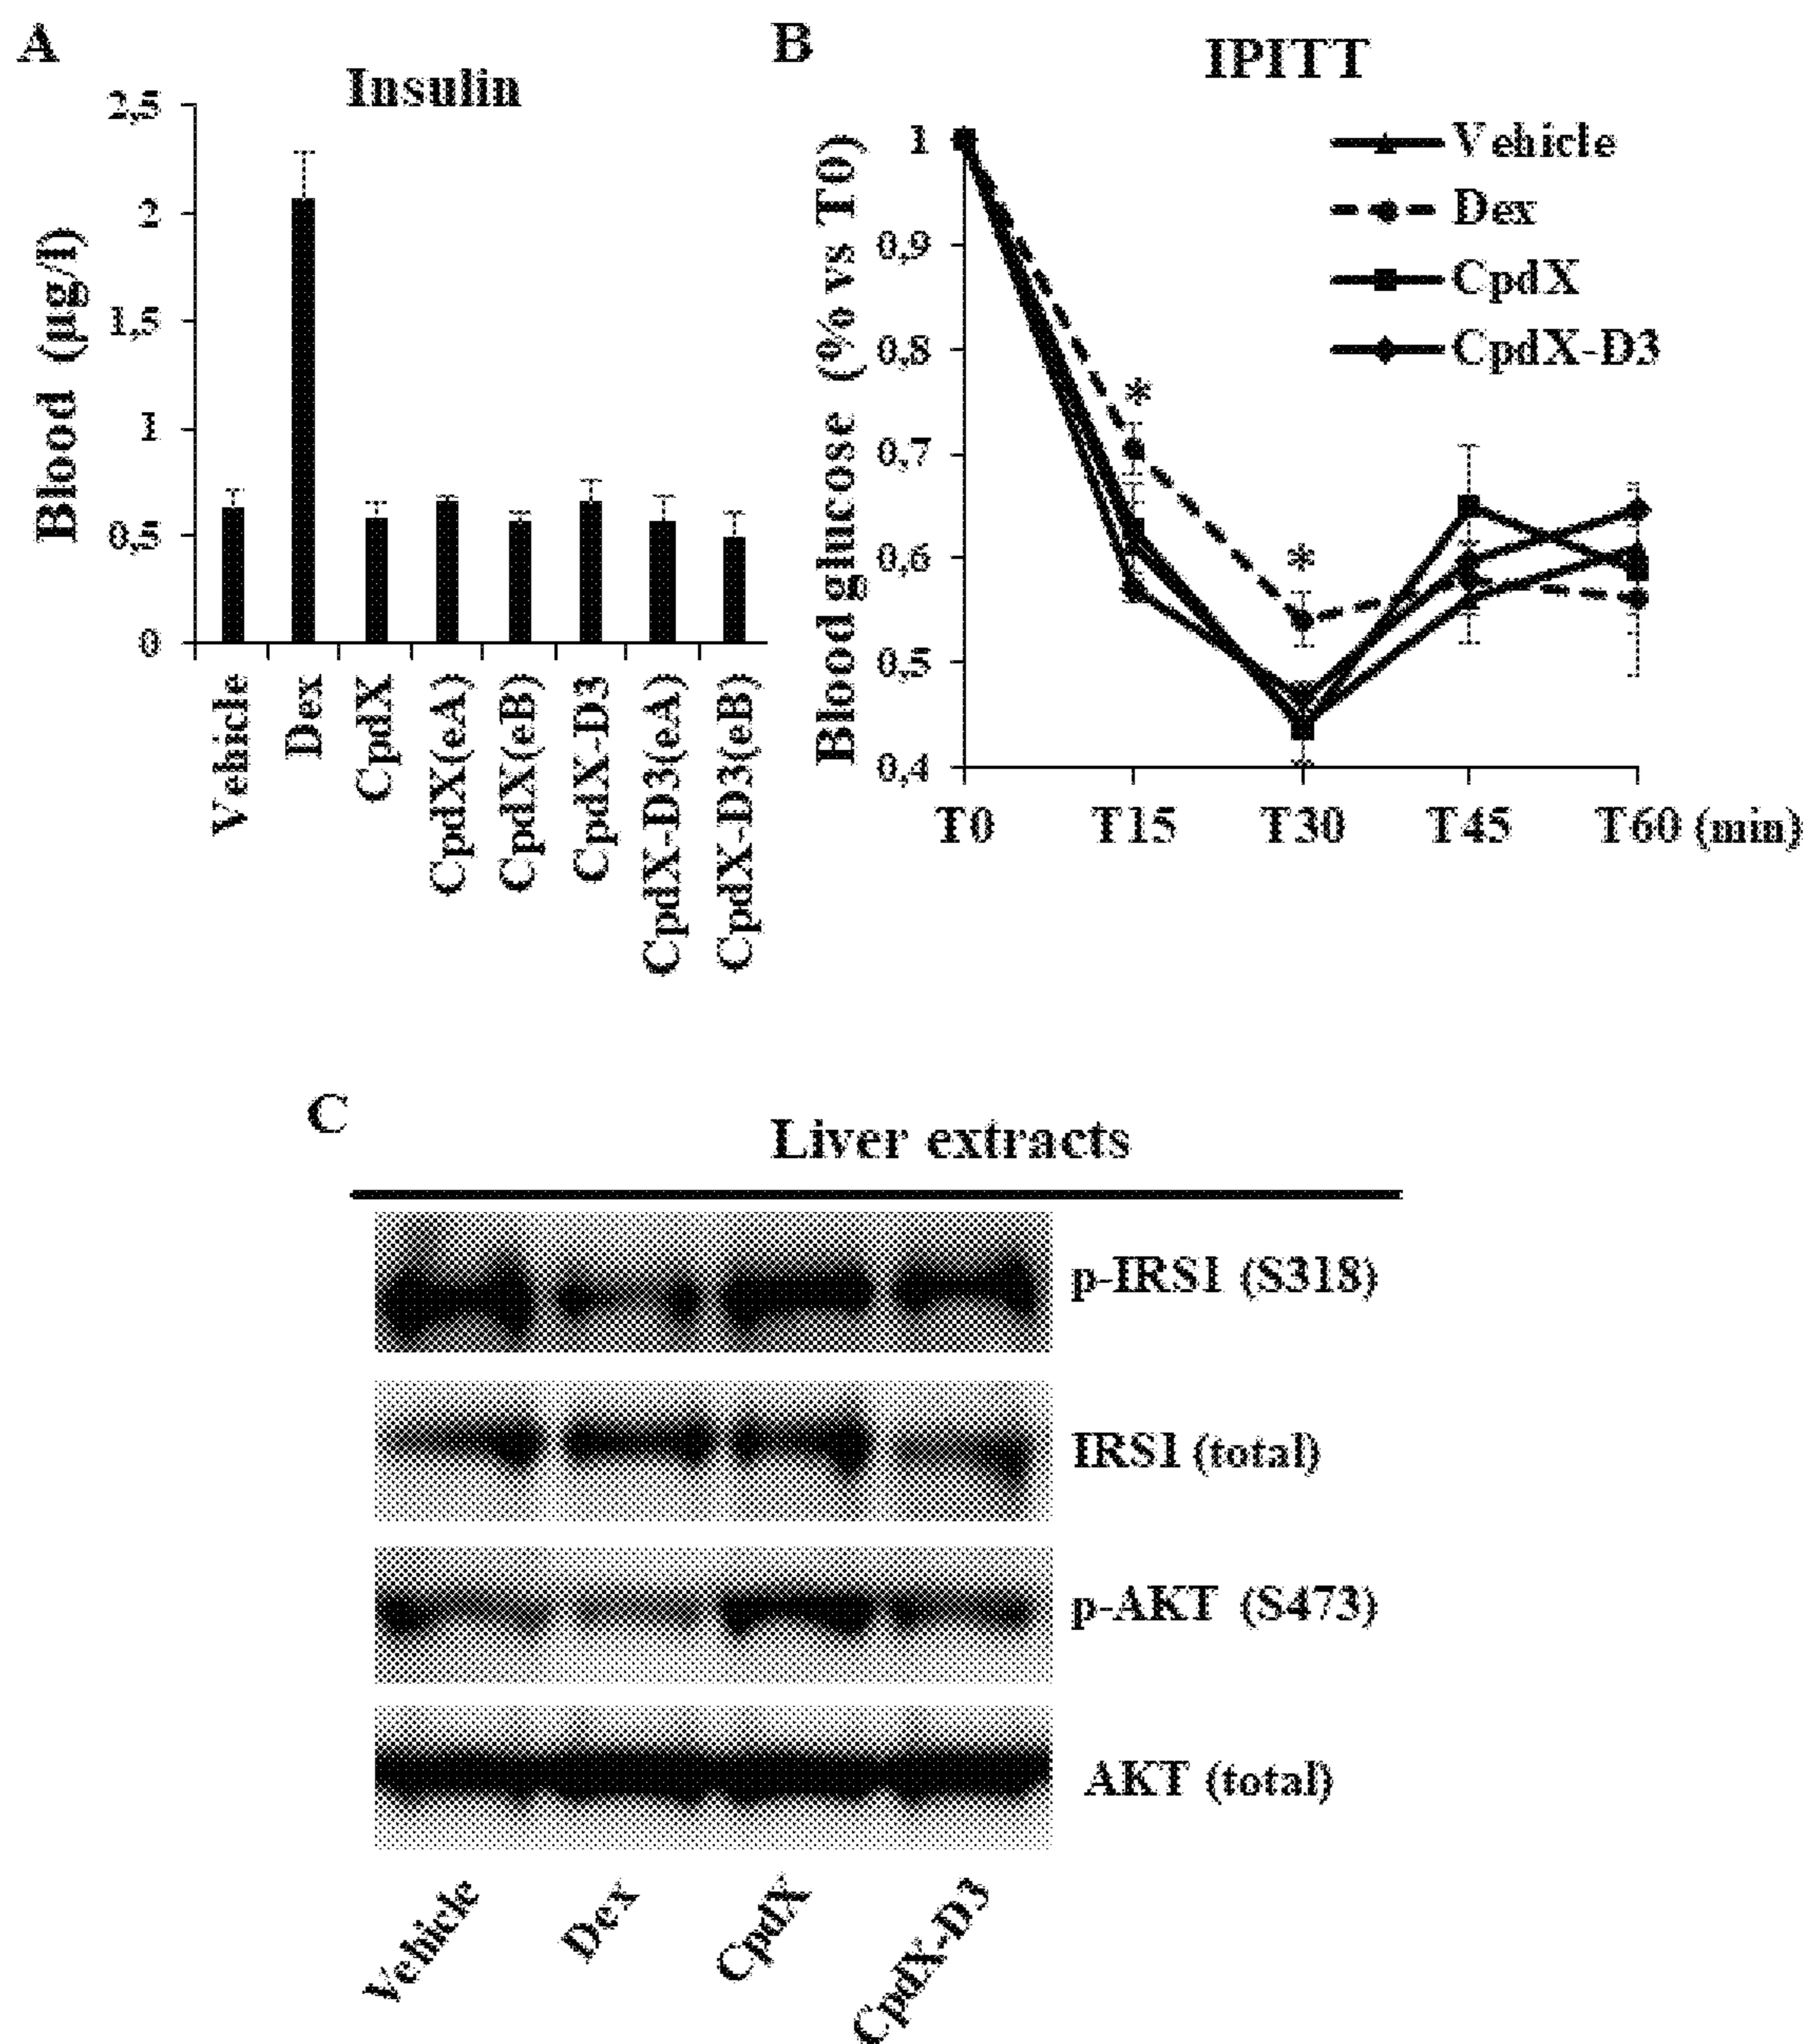 A
Insulin
2,5
2
1,5
1
0,5
0
Blood (µg/l)
Vehicle
Dex
CpdX
CpdX(eA)
CpdX(eB)
CpdX-D3
CpdX-D3(eA)
CpdX-D3(eB)
B
IPITT
Vehicle
Dex
CpdX
CpdX-D3
1
0,9
0,8
0,7
0,6
0,5
0,4
Blood glucose (% vs T0)
*
*
T0 T15 T30 T45 T60 (min)
C
Liver extracts
p-IRS1 (S318)
IRS1 (total)
p-AKT (S473)
AKT (total)
Vehicle
Dex
CpdX
CpdX-D3